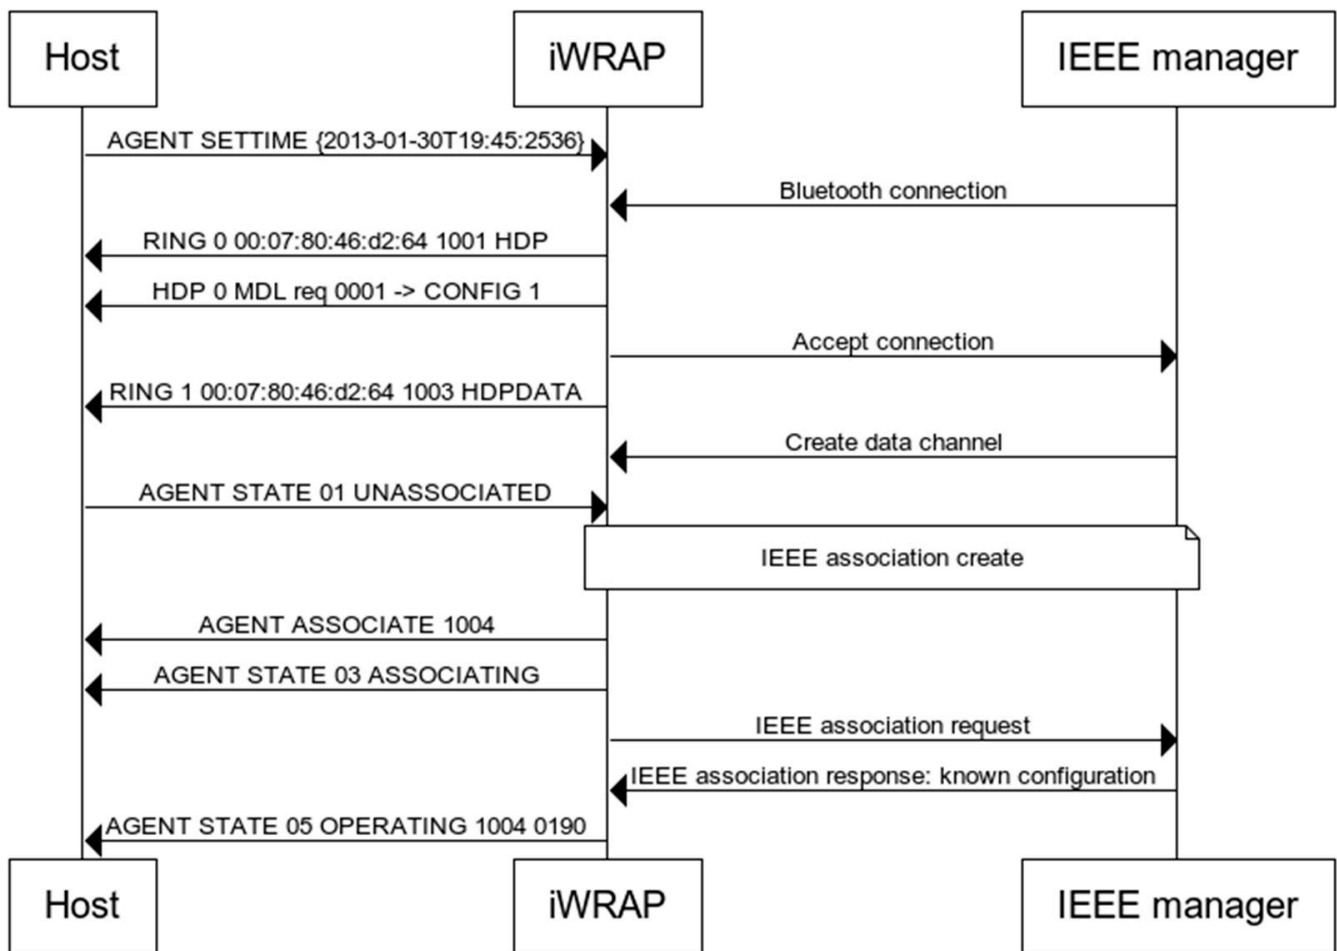 Host
iWRAP
IEEE manager
AGENT SETTIME {2013-01-30T19:45:2536}
Bluetooth connection
RING 0 00:07:80:46:d2:64 1001 HDP
HDP 0 MDL req 0001 -> CONFIG 1
Accept connection
RING 1 00:07:80:46:d2:64 1003 HDPDATA
Create data channel
AGENT STATE 01 UNASSOCIATED
IEEE association create
AGENT ASSOCIATE 1004
AGENT STATE 03 ASSOCIATING
IEEE association request
IEEE association response: known configuration
AGENT STATE 05 OPERATING 1004 0190
Host
iWRAP
IEEE manager